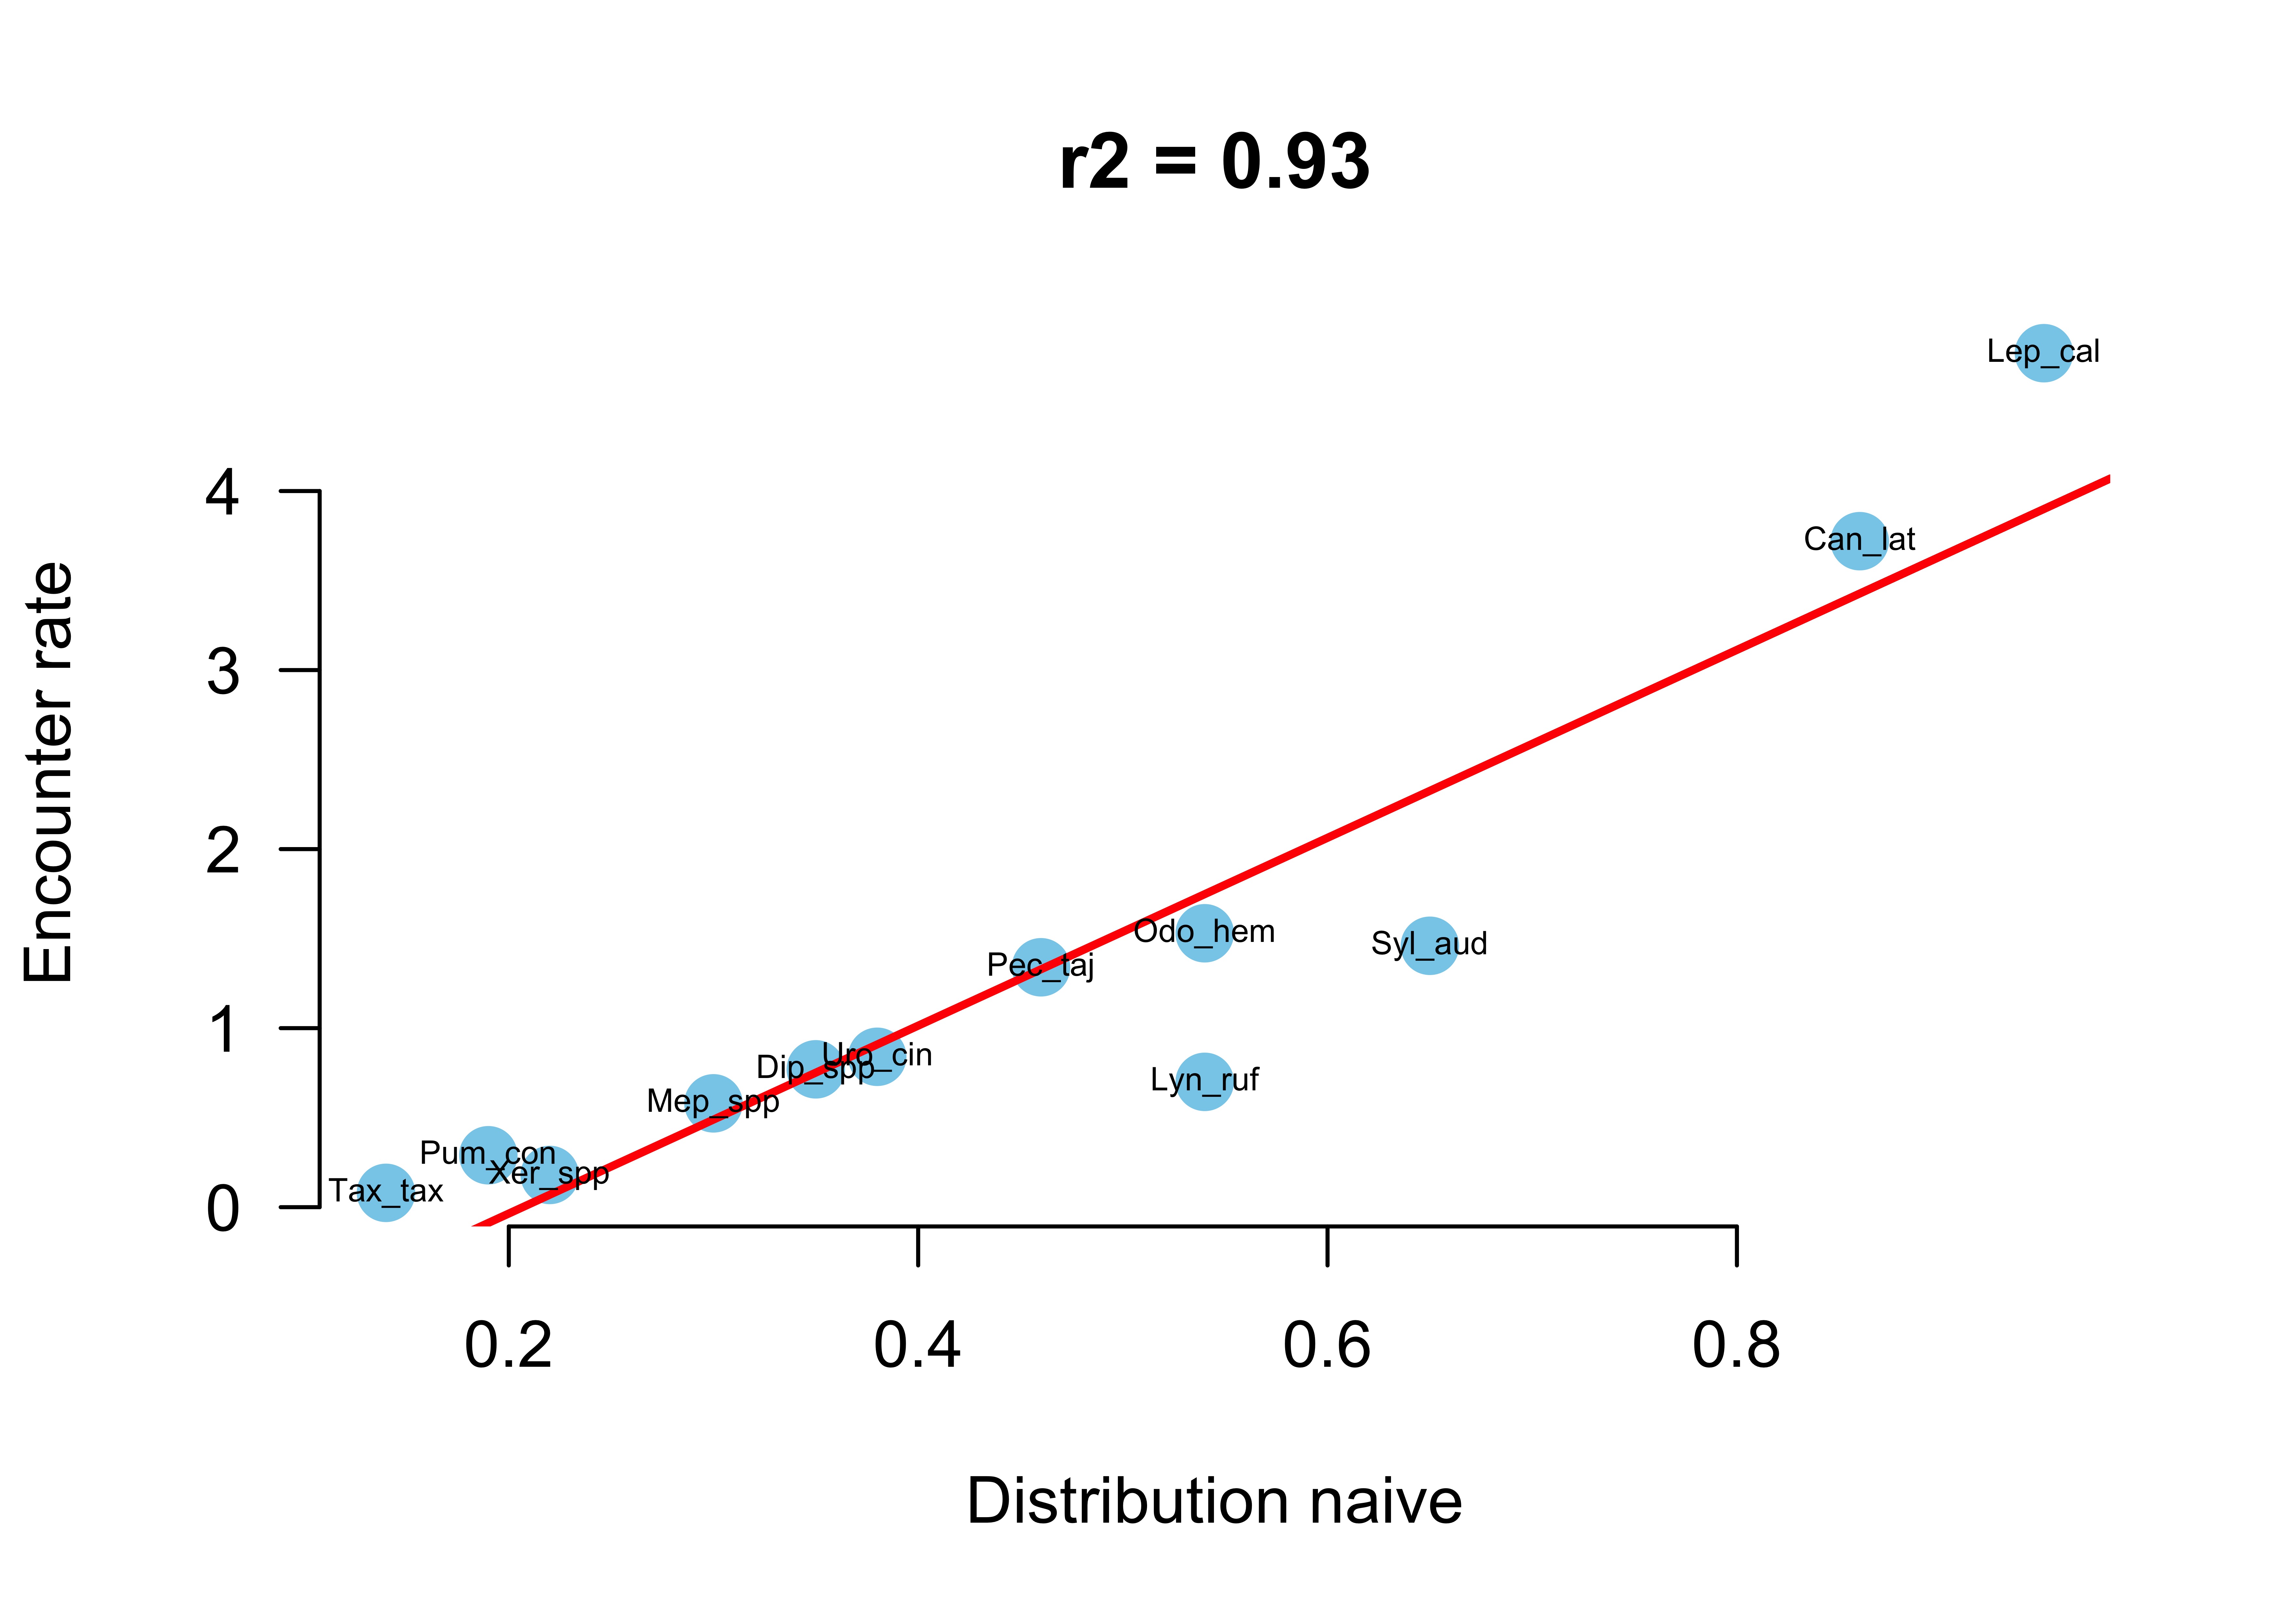 r2 = 0.93
Lep_cal
Can_lat
Odo_hem
Syl_aud
Pec_taj
Uro_cin
Dip_spp
Lyn_ruf
Mep_spp
Pum_con
Xer_spp
Tax_tax
4
3
2
1
0
Encounter rate
0.2 0.4 0.6 0.8
Distribution naive